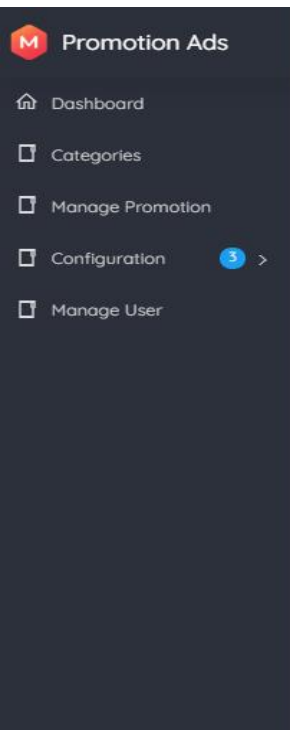 M Promotion Ads
Dashboard
Categories
Manage Promotion
Configuration 3 >
Manage User